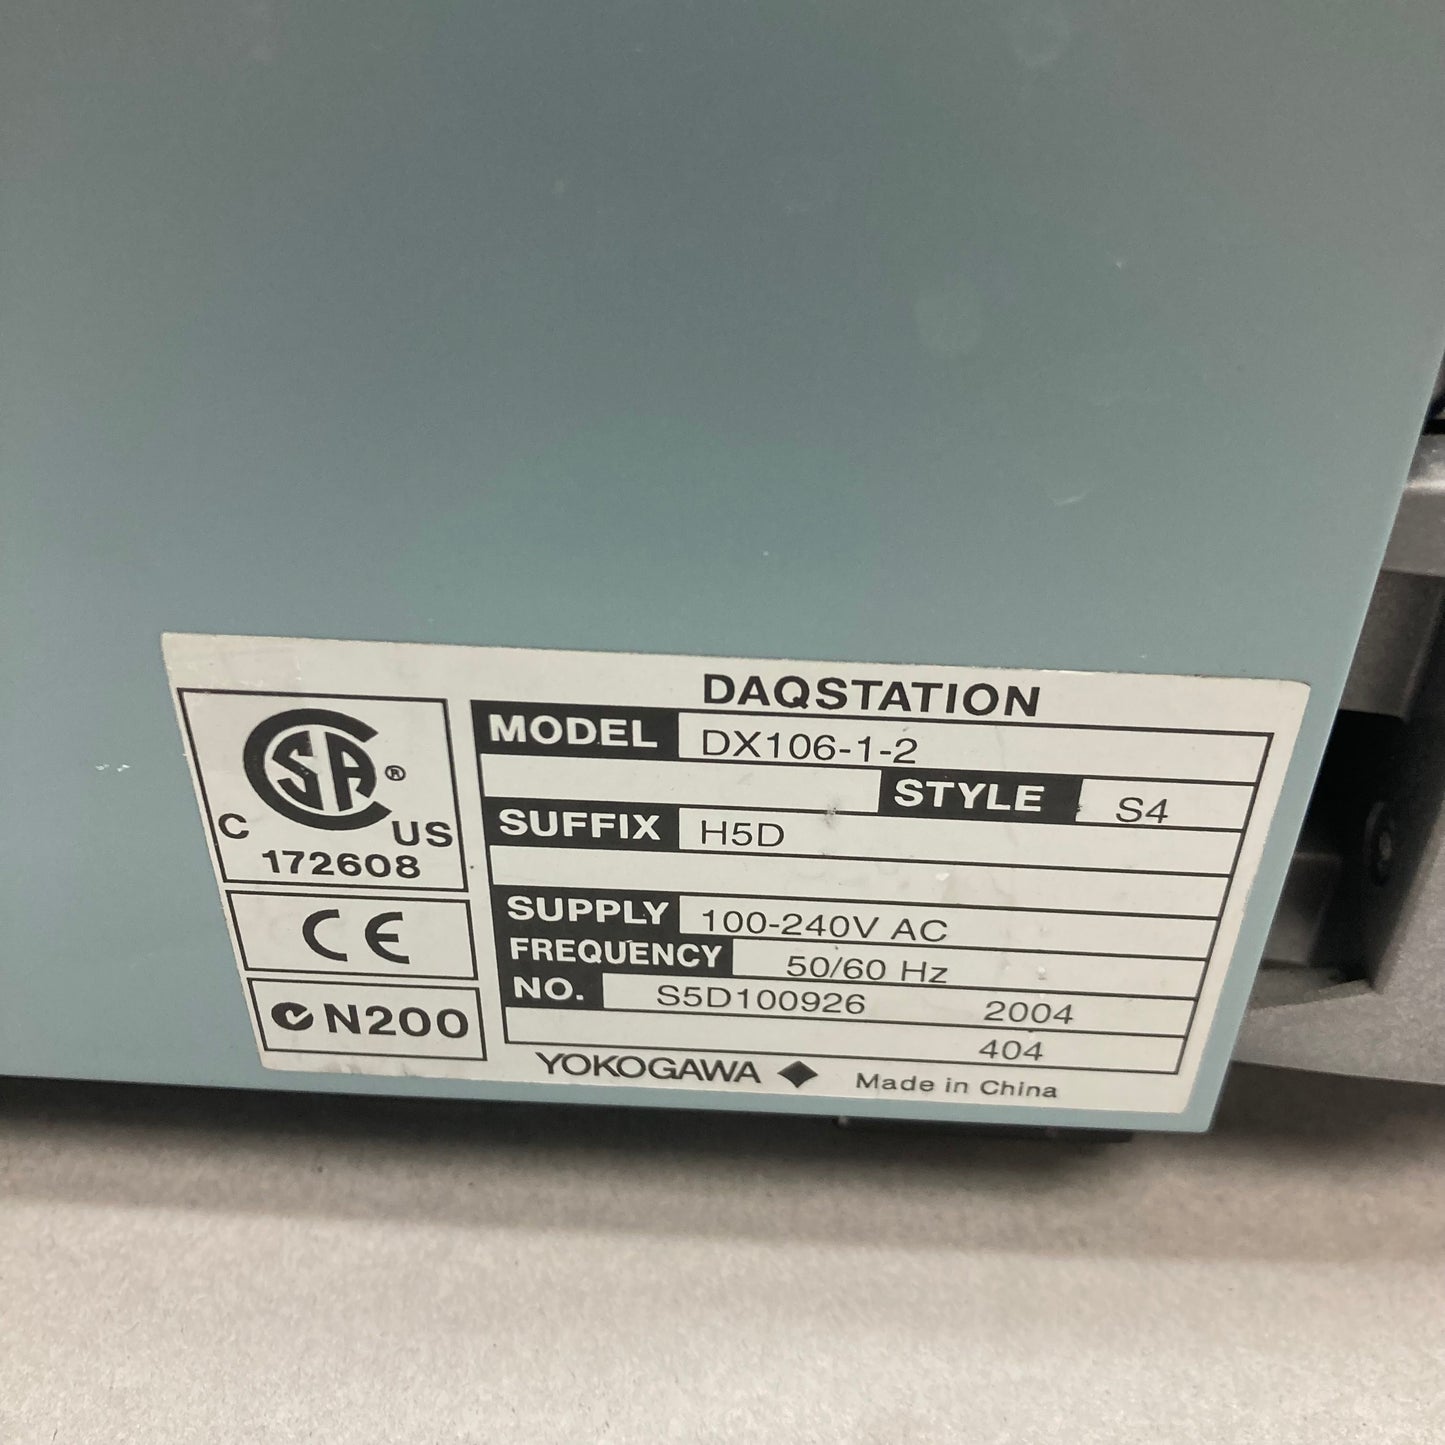 DAQSTATION
MODEL DX106-1-2
STYLE S4
SUFFIX H5D
SUPPLY 100-240V AC
FREQUENCY 50/60 Hz
NO. S5D100926 2004
404
YOKOGAWA Made in China
CSA ®
C US
172608
CE
N200